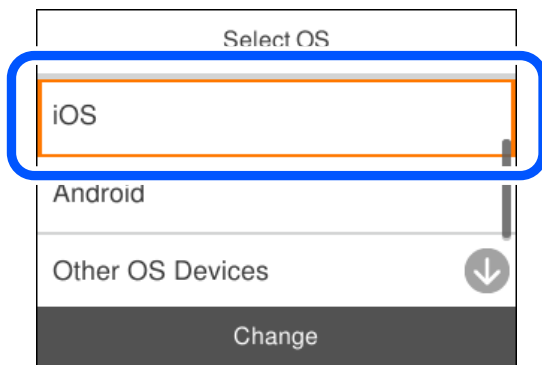 Select OS
iOS
Android
Other OS Devices
Change